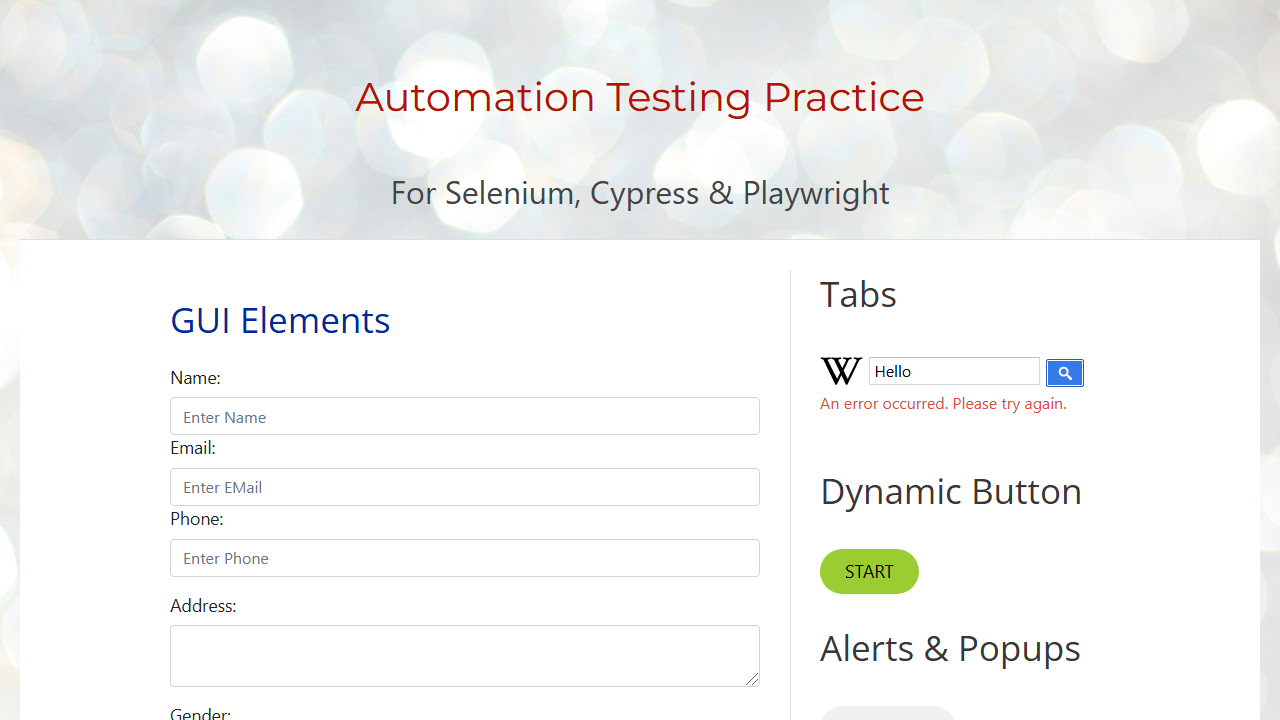 Automation Testing Practice
For Selenium, Cypress & Playwright
GUI Elements
Name:
Enter Name
Email:
Enter EMail
Phone:
Enter Phone
Address:
Gender:
Tabs
W Hello
An error occurred. Please try again.
Dynamic Button
START
Alerts & Popups